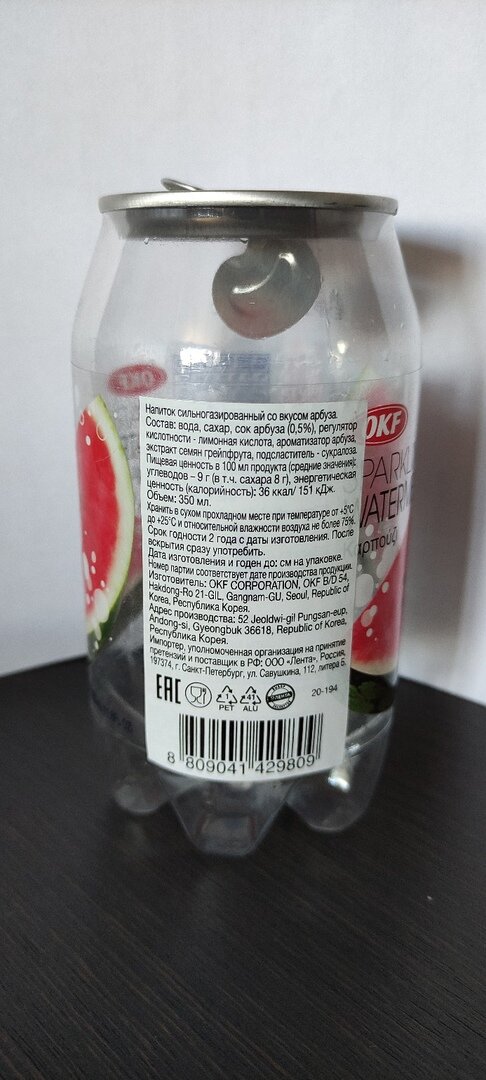 OKF
Напиток сильногазированный со вкусом арбуза.
Состав: вода, сахар, сок арбуза (0,5%), регулятор
кислотности - лимонная кислота, ароматизатор арбуза,
экстракт семян грейпфрута, подсластитель - сукралоза.
Пищевая ценность в 100 мл продукта (средние значения):
углеводов – 9 г (в т.ч. сахара 8 г), энергетическая
ценность (калорийность): 36 ккал/ 151 кДж.
Объем: 350 мл.
Хранить в сухом прохладном месте при температуре от +5°С
до +25°С и относительной влажности воздуха не более 75%.
Срок годности 2 года с даты изготовления. После
вскрытия сразу употребить.
Дата изготовления и годен до: см на упаковке.
Номер партии соответствует дате производства продукции.
Изготовитель: OKF CORPORATION, OKF B/D 54,
Hakdong-Ro 21-GIL, Gangnam-GU, Seoul, Republic of
Korea, Республика Корея.
Адрес производства: 52 Jeoldwi-gil Pungsan-eup,
Andong-si, Gyeongbuk 36618, Republic of Korea,
Республика Корея.
Импортер, уполномоченная организация на принятие
претензий и поставщик в РФ: ООО «Лента», Россия,
197374, г. Санкт-Петербург, ул. Савушкина, 112, литера Б.
EAC 1 PET 41 ALU 20-194
8 809041 429809
OKF
PARKL
WATER